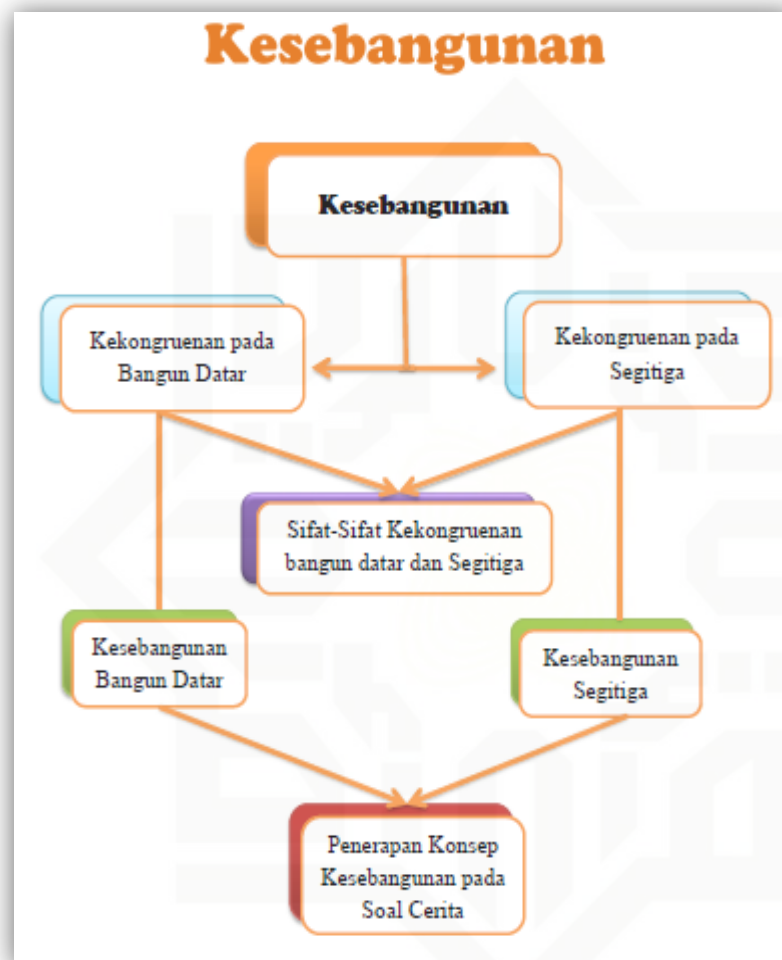 Kesebangunan
Kesebangunan
Kekongruenan pada
Bangun Datar
Kekongruenan pada
Segitiga
Sifat-Sifat Kekongruenan
bangun datar dan Segitiga
Kesebangunan
Bangun Datar
Kesebangunan
Segitiga
Penerapan Konsep
Kesebangunan pada
Soal Cerita